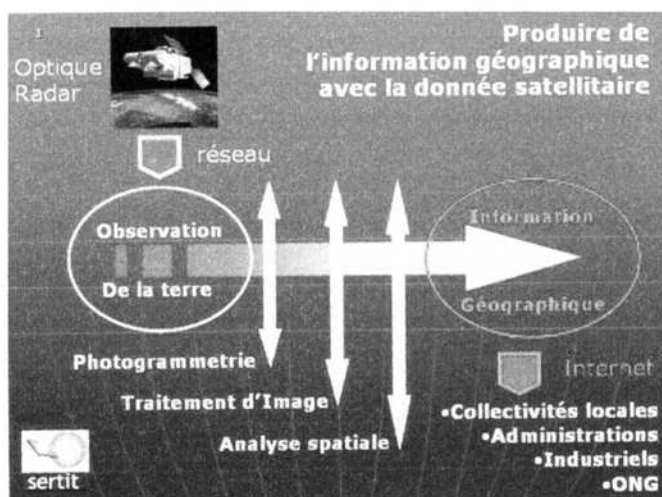 1
Optique
Radar
Produire de
l'information géographique
avec la donnée satellitaire
réseau
Observation
De la terre
Information
Géographique
Photogrammetrie
Traitement d'Image
Analyse spatiale
Internet
•Collectivités locales
•Administrations
•Industriels
•ONG
sertit